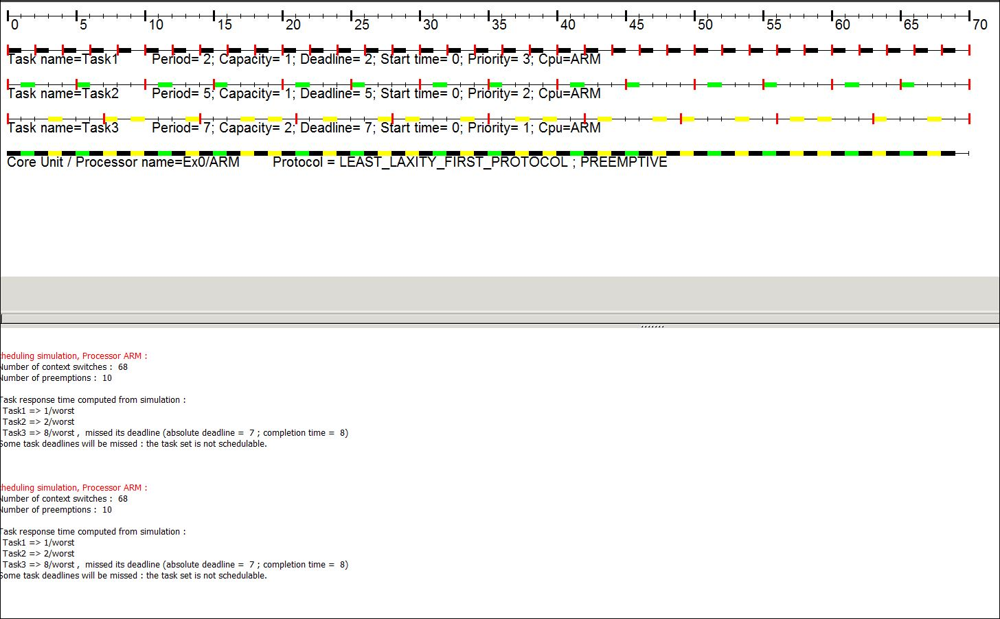 0 5 10 15 20 25 30 35 40 45 50 55 60 65 70
Task name=Task1 Period= 2; Capacity= 1; Deadline= 2; Start time= 0; Priority= 3; Cpu=ARM
Task name=Task2 Period= 5; Capacity= 1; Deadline= 5; Start time= 0; Priority= 2; Cpu=ARM
Task name=Task3 Period= 7; Capacity= 2; Deadline= 7; Start time= 0; Priority= 1; Cpu=ARM
Core Unit / Processor name=Ex0/ARM Protocol = LEAST_LAXITY_FIRST_PROTOCOL ; PREEMPTIVE
cheduling simulation, Processor ARM :
Number of context switches : 68
Number of preemptions : 10
Task response time computed from simulation :
Task1 => 1/worst
Task2 => 2/worst
Task3 => 8/worst , missed its deadline (absolute deadline = 7 ; completion time = 8)
Some task deadlines will be missed : the task set is not schedulable.
cheduling simulation, Processor ARM :
Number of context switches : 68
Number of preemptions : 10
Task response time computed from simulation :
Task1 => 1/worst
Task2 => 2/worst
Task3 => 8/worst , missed its deadline (absolute deadline = 7 ; completion time = 8)
Some task deadlines will be missed : the task set is not schedulable.